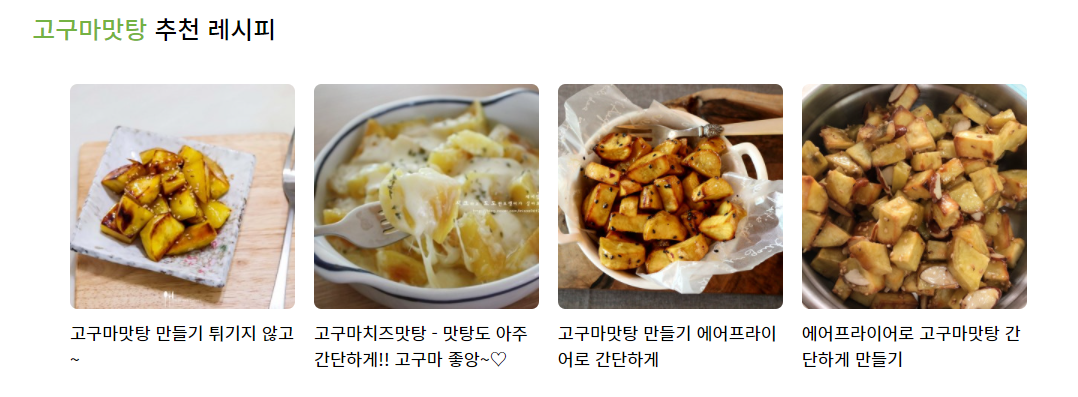 고구마맛탕 추천 레시피
고구마맛탕 만들기 튀기지 않고
~
고구마치즈맛탕 - 맛탕도 아주
간단하게!! 고구마 좋앙~♡
고구마맛탕 만들기 에어프라이
어로 간단하게
에어프라이어로 고구마맛탕 간
단하게 만들기